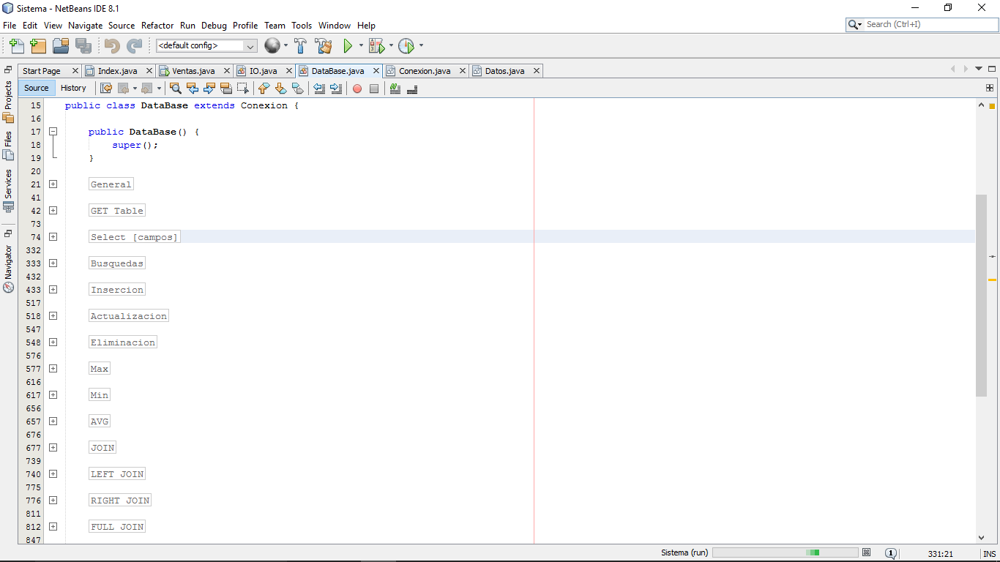 Sistema - NetBeans IDE 8.1
File Edit View Navigate Source Refactor Run Debug Profile Team Tools Window Help
Search (Ctrl+I)
<default config>
Start Page Index.java Ventas.java IO.java DataBase.java Conexion.java Datos.java
Source History
Projects
Files
Services
Navigator
15 public class DataBase extends Conexion {
16
17 public DataBase() {
18 super();
19 }
20
21 General
41
42 GET Table
73
74 Select [campos]
332
333 Busquedas
432
433 Insercion
517
518 Actualizacion
547
548 Eliminacion
576
577 Max
616
617 Min
656
657 AVG
676
677 JOIN
739
740 LEFT JOIN
775
776 RIGHT JOIN
811
812 FULL JOIN
847
Sistema (run) 1 331:21 INS